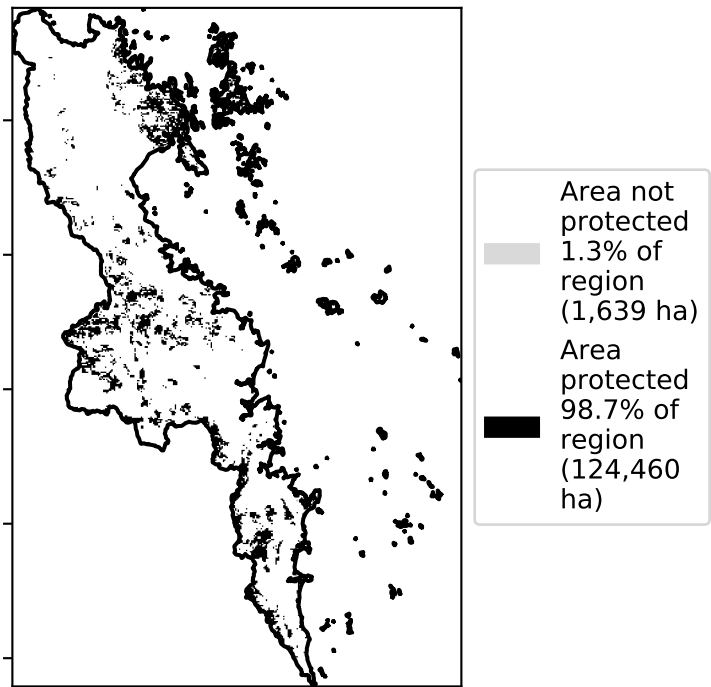 Area not
protected
1.3% of
region
(1,639 ha)
Area
protected
98.7% of
region
(124,460
ha)